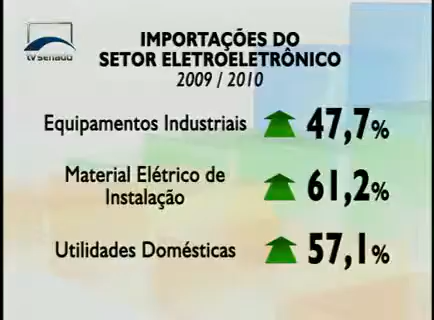 tv senado
IMPORTAÇÕES DO
SETOR ELETROELETRÔNICO
2009 / 2010
Equipamentos Industriais 47,7%
Material Elétrico de
Instalação 61,2%
Utilidades Domésticas 57,1%